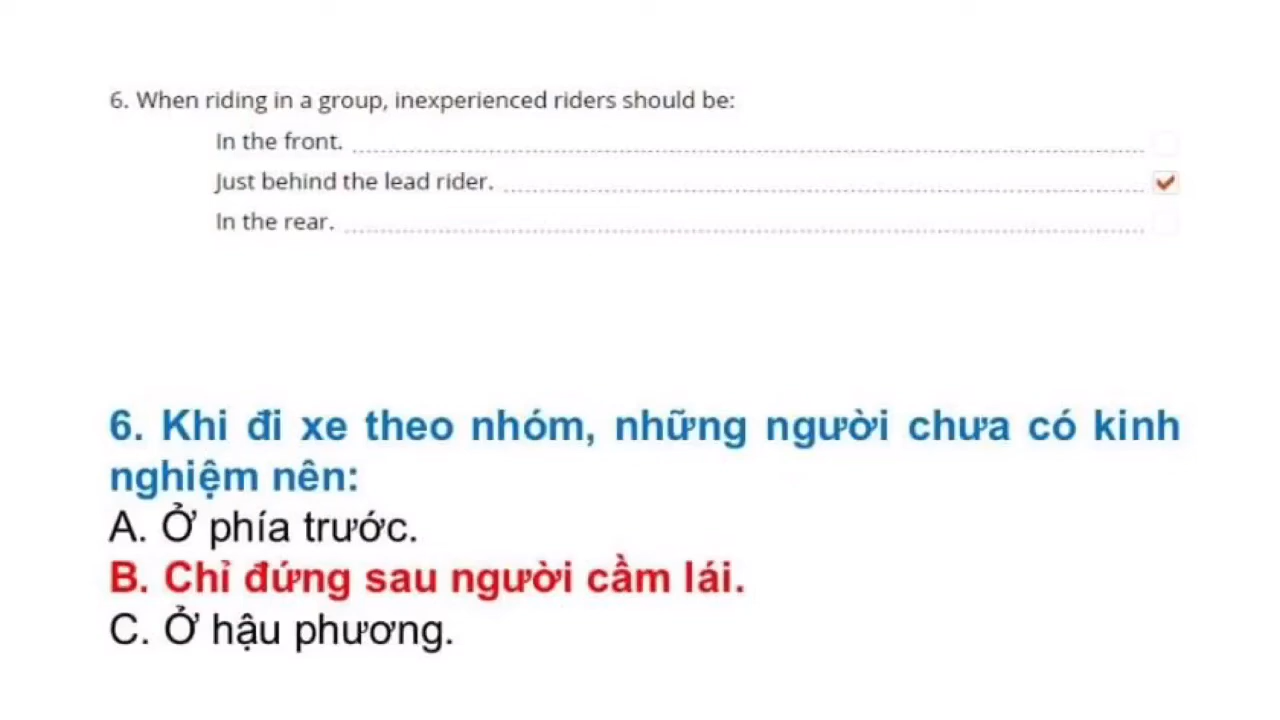 6. When riding in a group, inexperienced riders should be:
In the front.
Just behind the lead rider.
In the rear.
6. Khi đi xe theo nhóm, những người chưa có kinh
nghiệm nên:
A. Ở phía trước.
B. Chỉ đứng sau người cầm lái.
C. Ở hậu phương.